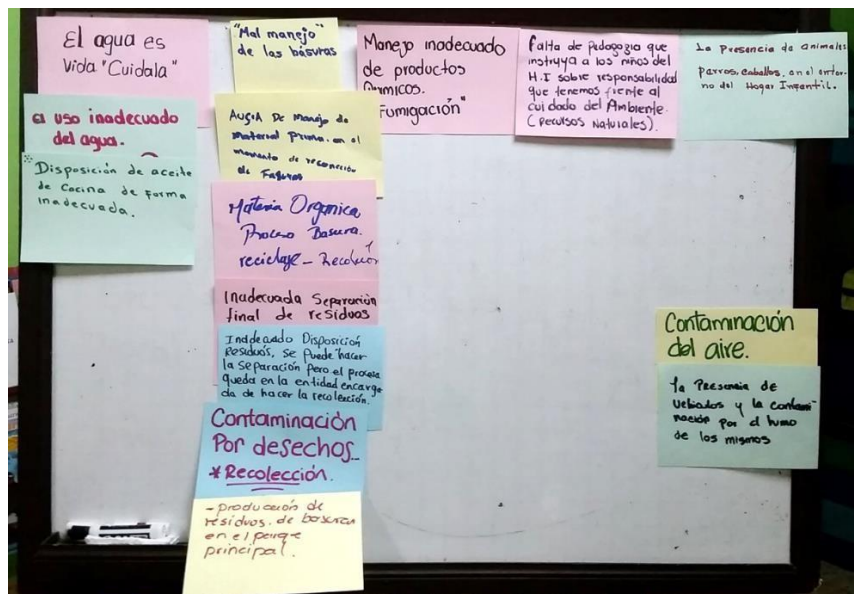 El agua es
vida "Cuidala"
El uso inadecuado
del agua.
Disposición de aceite
de cocina de forma
inadecuada.
"Mal manejo"
de las basuras
De manejo de
material prima. en el
momento de recolección
de
Materia Organica
Proceso Basura.
reciclaje -
Inadecuada Separación
final de residuos
Inadecuado Disposición
Residuos, se puede hacer
la separación pero el proceso
queda en la entidad encarga
da de hacer la recolección.
Contaminación
Por desechos..
* Recolección.
- producción de
residuos. de basuras
en el parque
principal.
Manejo inadecuado
de productos
Quimicos.
"Fumigación"
Falta de pedagogia que
instruya a los niños del
H.I sobre responsabilidad
que tenemos frente al
cuidado del Ambiente.
(recursos Naturales).
La Presencia de animales
Perros, caballos, en el entor-
no del Hogar Infantil.
Contaminación
del aire.
La Presencia de
vehiculos y la contami-
nación por el humo
de los mismos